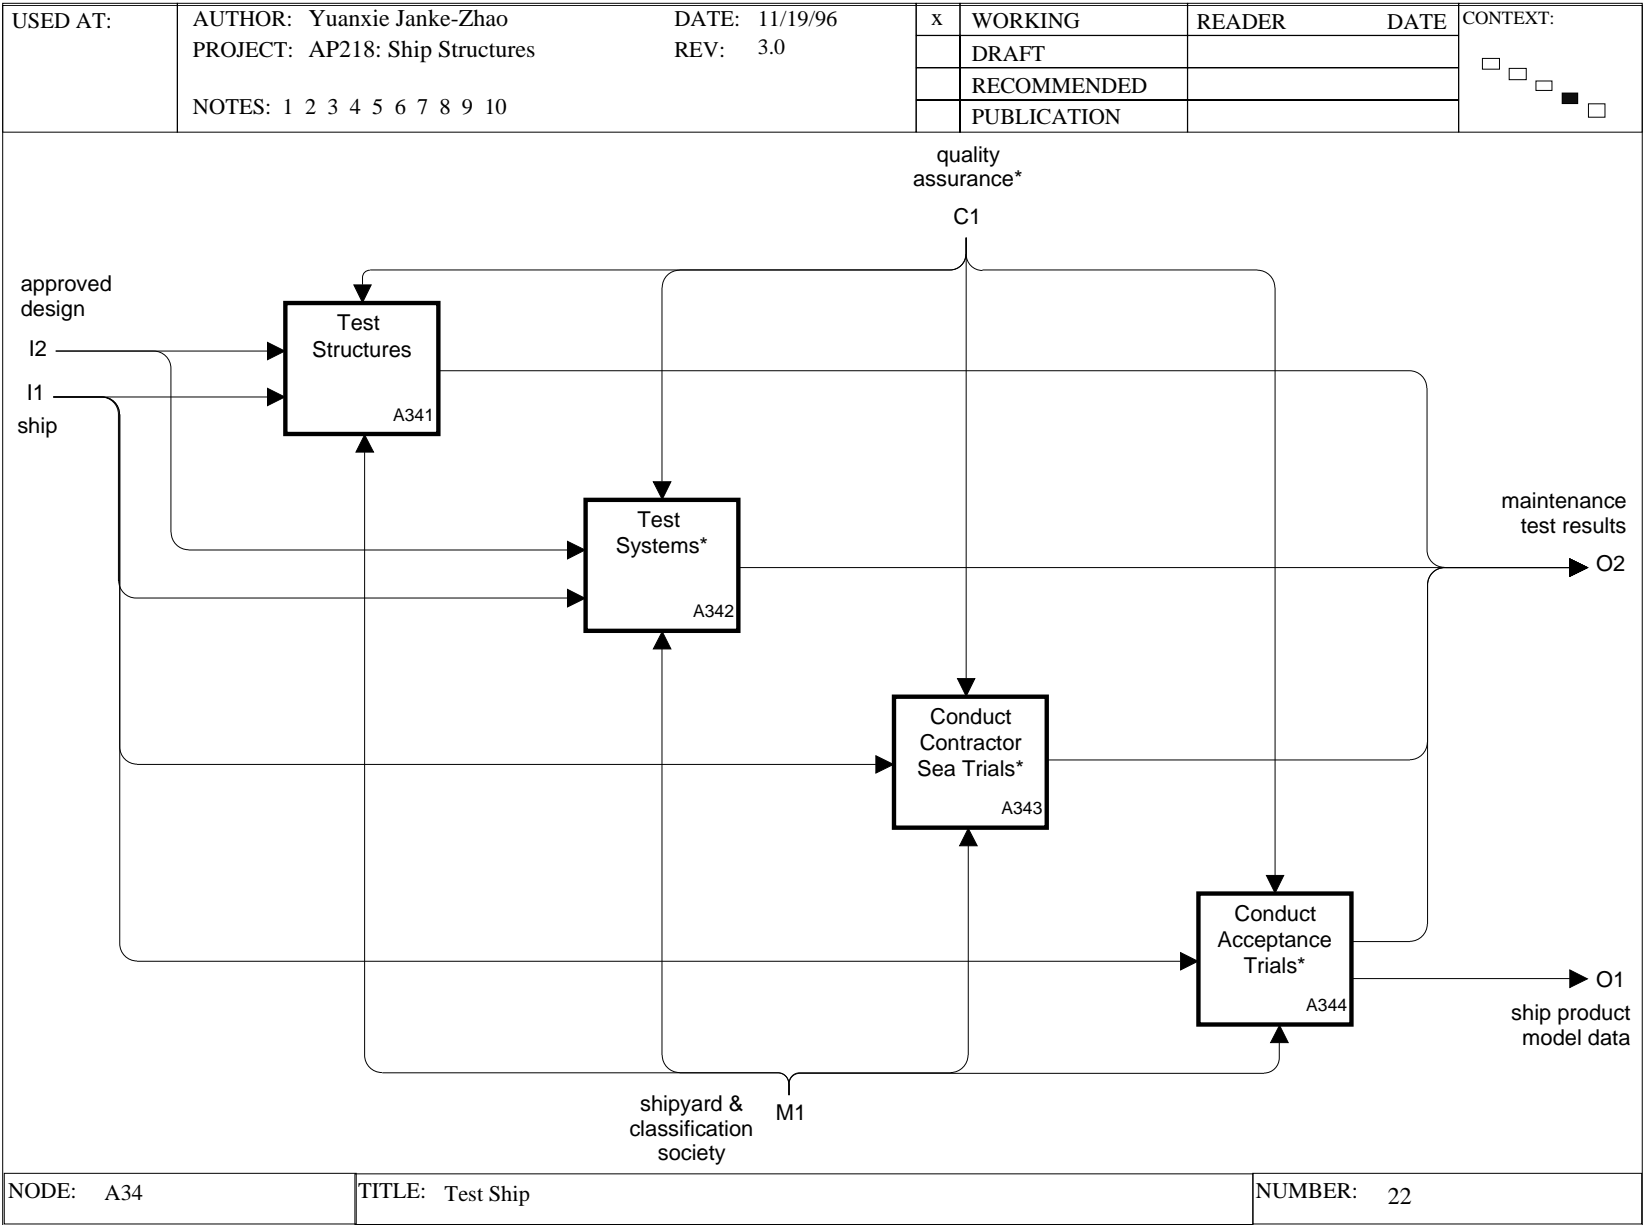 USED AT:
AUTHOR: Yuanxie Janke-Zhao
DATE: 11/19/96
PROJECT: AP218: Ship Structures
REV: 3.0
NOTES: 1 2 3 4 5 6 7 8 9 10
x WORKING
DRAFT
RECOMMENDED
PUBLICATION
READER DATE
CONTEXT:
quality
assurance*
C1
approved
design
I2
I1
ship
Test
Structures
A341
Test
Systems*
A342
maintenance
test results
O2
Conduct
Contractor
Sea Trials*
A343
Conduct
Acceptance
Trials*
A344
O1
ship product
model data
shipyard &
classification
society
M1
NODE: A34
TITLE: Test Ship
NUMBER: 22